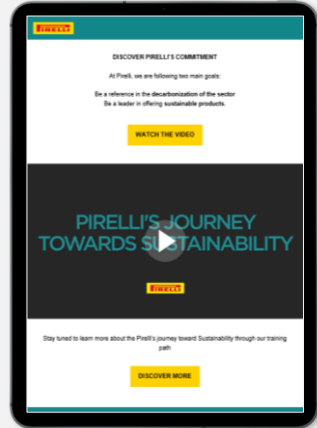 PIRELLI
DISCOVER PIRELLI'S COMMITMENT
At Pirelli, we are following two main goals:
Be a reference in the decarbonization of the sector
Be a leader in offering sustainable products.
WATCH THE VIDEO
PIRELLI'S JOURNEY
TOWARDS SUSTAINABILITY
PIRELLI
Stay tuned to learn more about the Pirelli's journey toward Sustainability through our training
path
DISCOVER MORE